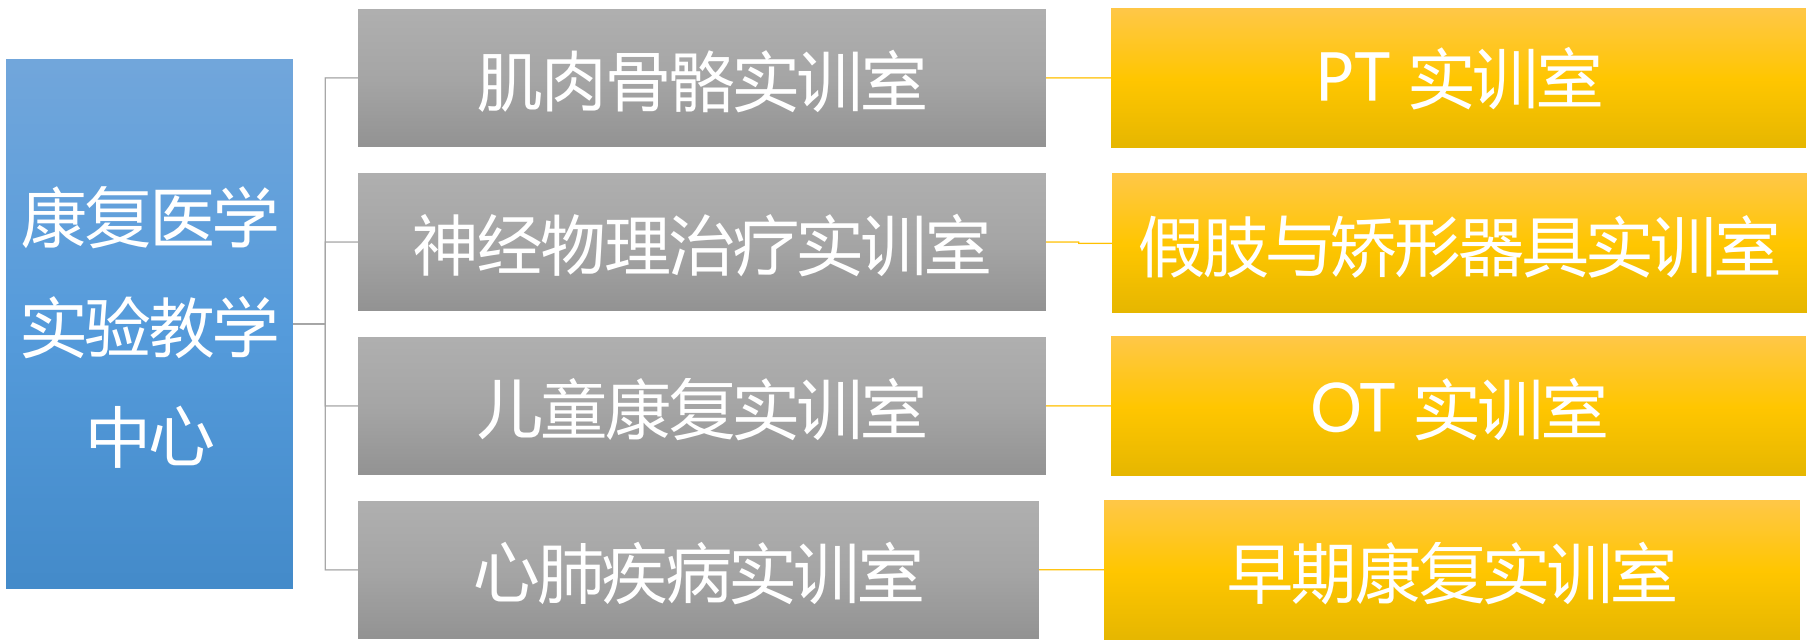 康复医学
实验教学
中心
肌肉骨骼实训室
PT 实训室
神经物理治疗实训室
假肢与矫形器具实训室
儿童康复实训室
OT 实训室
心肺疾病实训室
早期康复实训室